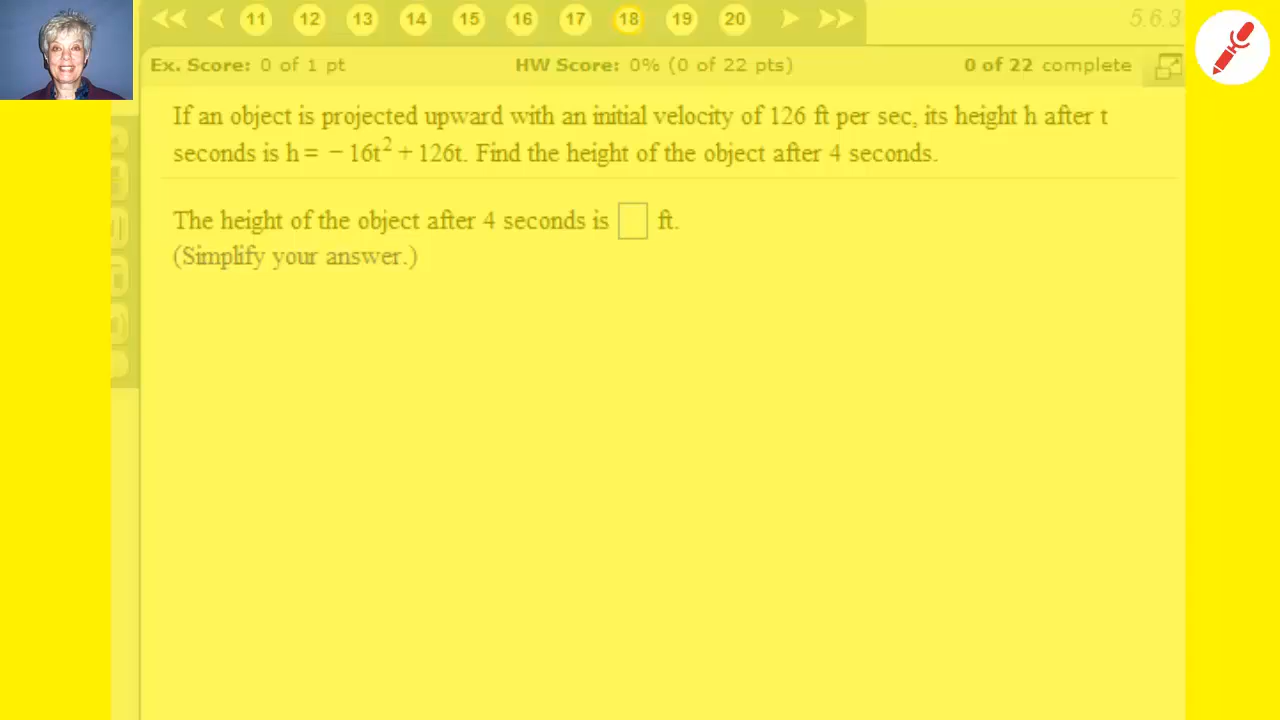 11 12 13 14 15 16 17 18 19 20 5.6.3
Ex. Score: 0 of 1 pt HW Score: 0% (0 of 22 pts) 0 of 22 complete
If an object is projected upward with an initial velocity of 126 ft per sec, its height h after t
seconds is h = − 16t² + 126t. Find the height of the object after 4 seconds.
The height of the object after 4 seconds is ft.
(Simplify your answer.)